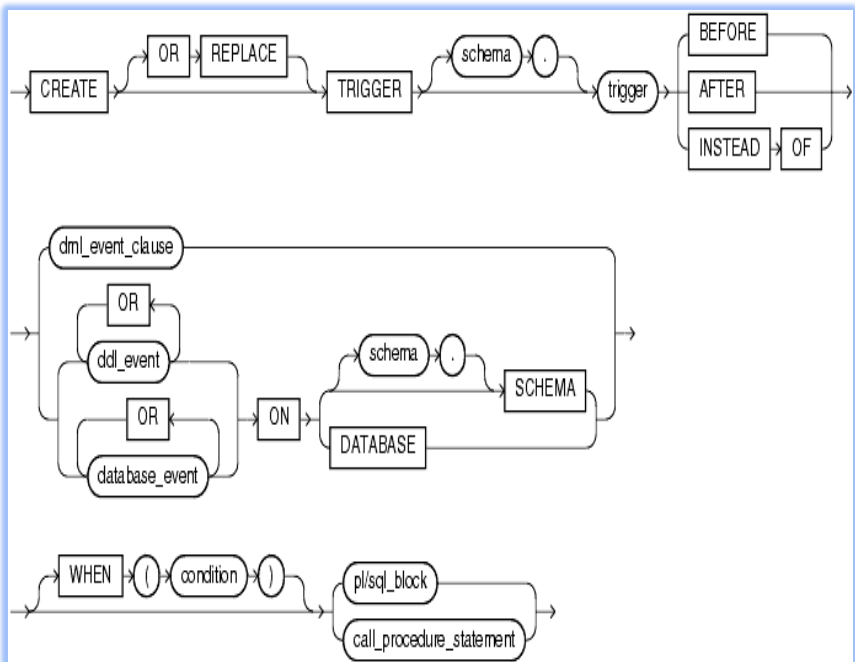 OR REPLACE schema . BEFORE
CREATE TRIGGER trigger AFTER
INSTEAD OF
dml_event_clause
OR
ddl_event schema .
OR ON SCHEMA
database_event DATABASE
WHEN ( condition ) pl/sql_block
call_procedure_statement